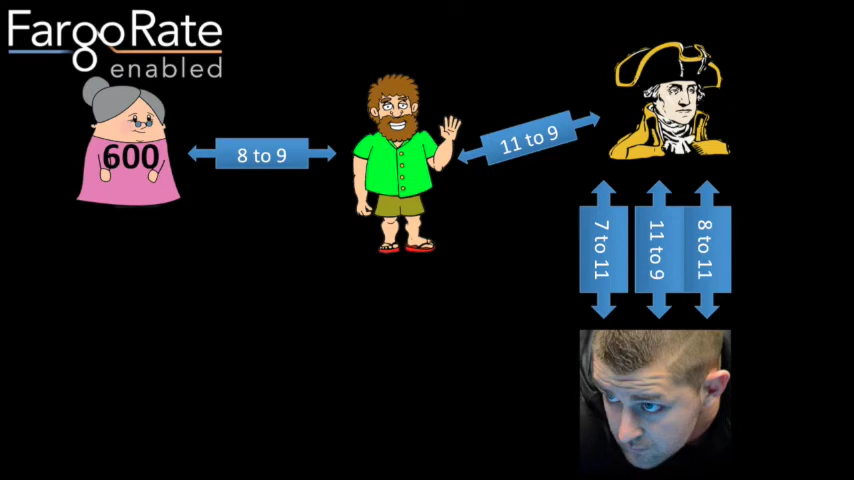 FargoRate
enabled
600
8 to 9
11 to 9
7 to 11
11 to 9
8 to 11